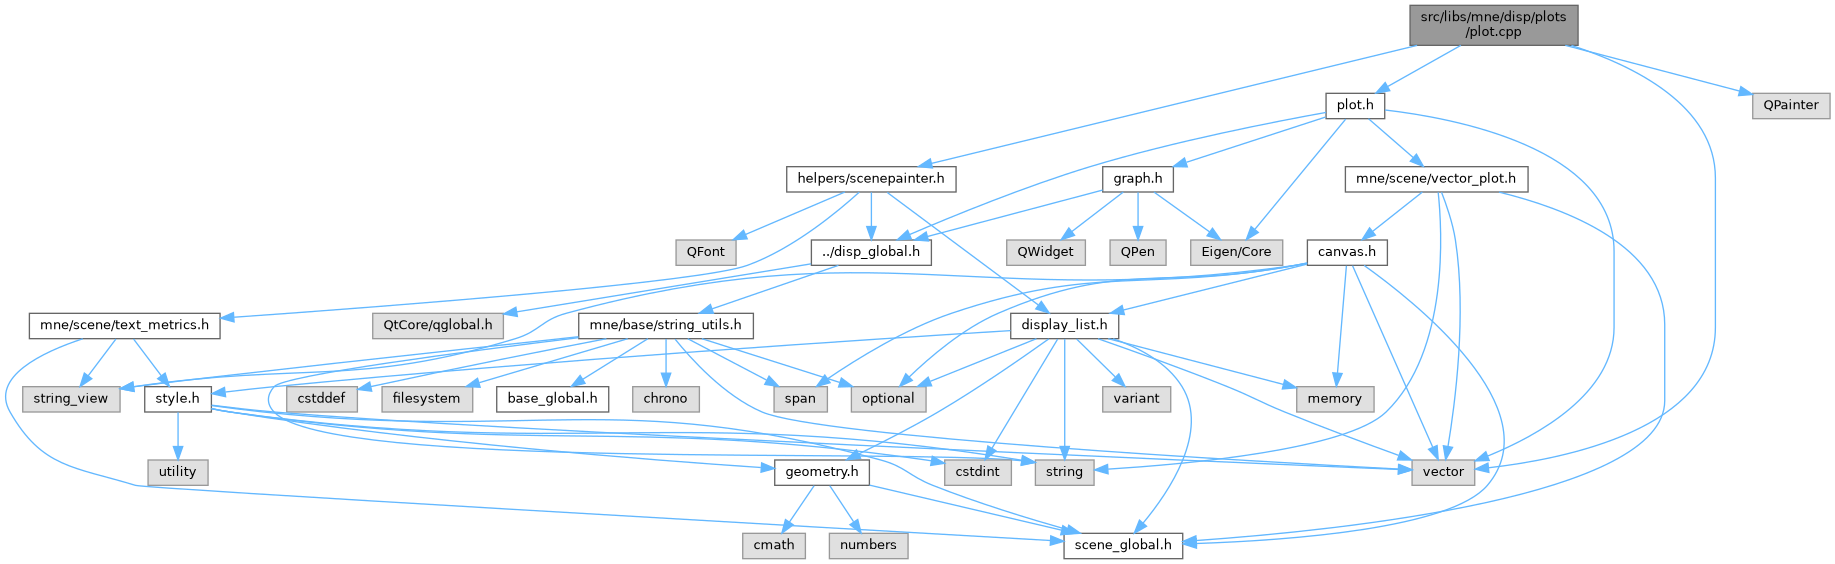 src/libs/mne/disp/plots
/plot.cpp
plot.h
QPainter
helpers/scenepainter.h
graph.h
mne/scene/vector_plot.h
QFont
../disp_global.h
QWidget
QPen
Eigen/Core
canvas.h
mne/scene/text_metrics.h
QtCore/qglobal.h
mne/base/string_utils.h
display_list.h
string_view
style.h
cstddef
filesystem
base_global.h
chrono
span
optional
variant
memory
utility
geometry.h
cstdint
string
vector
cmath
numbers
scene_global.h